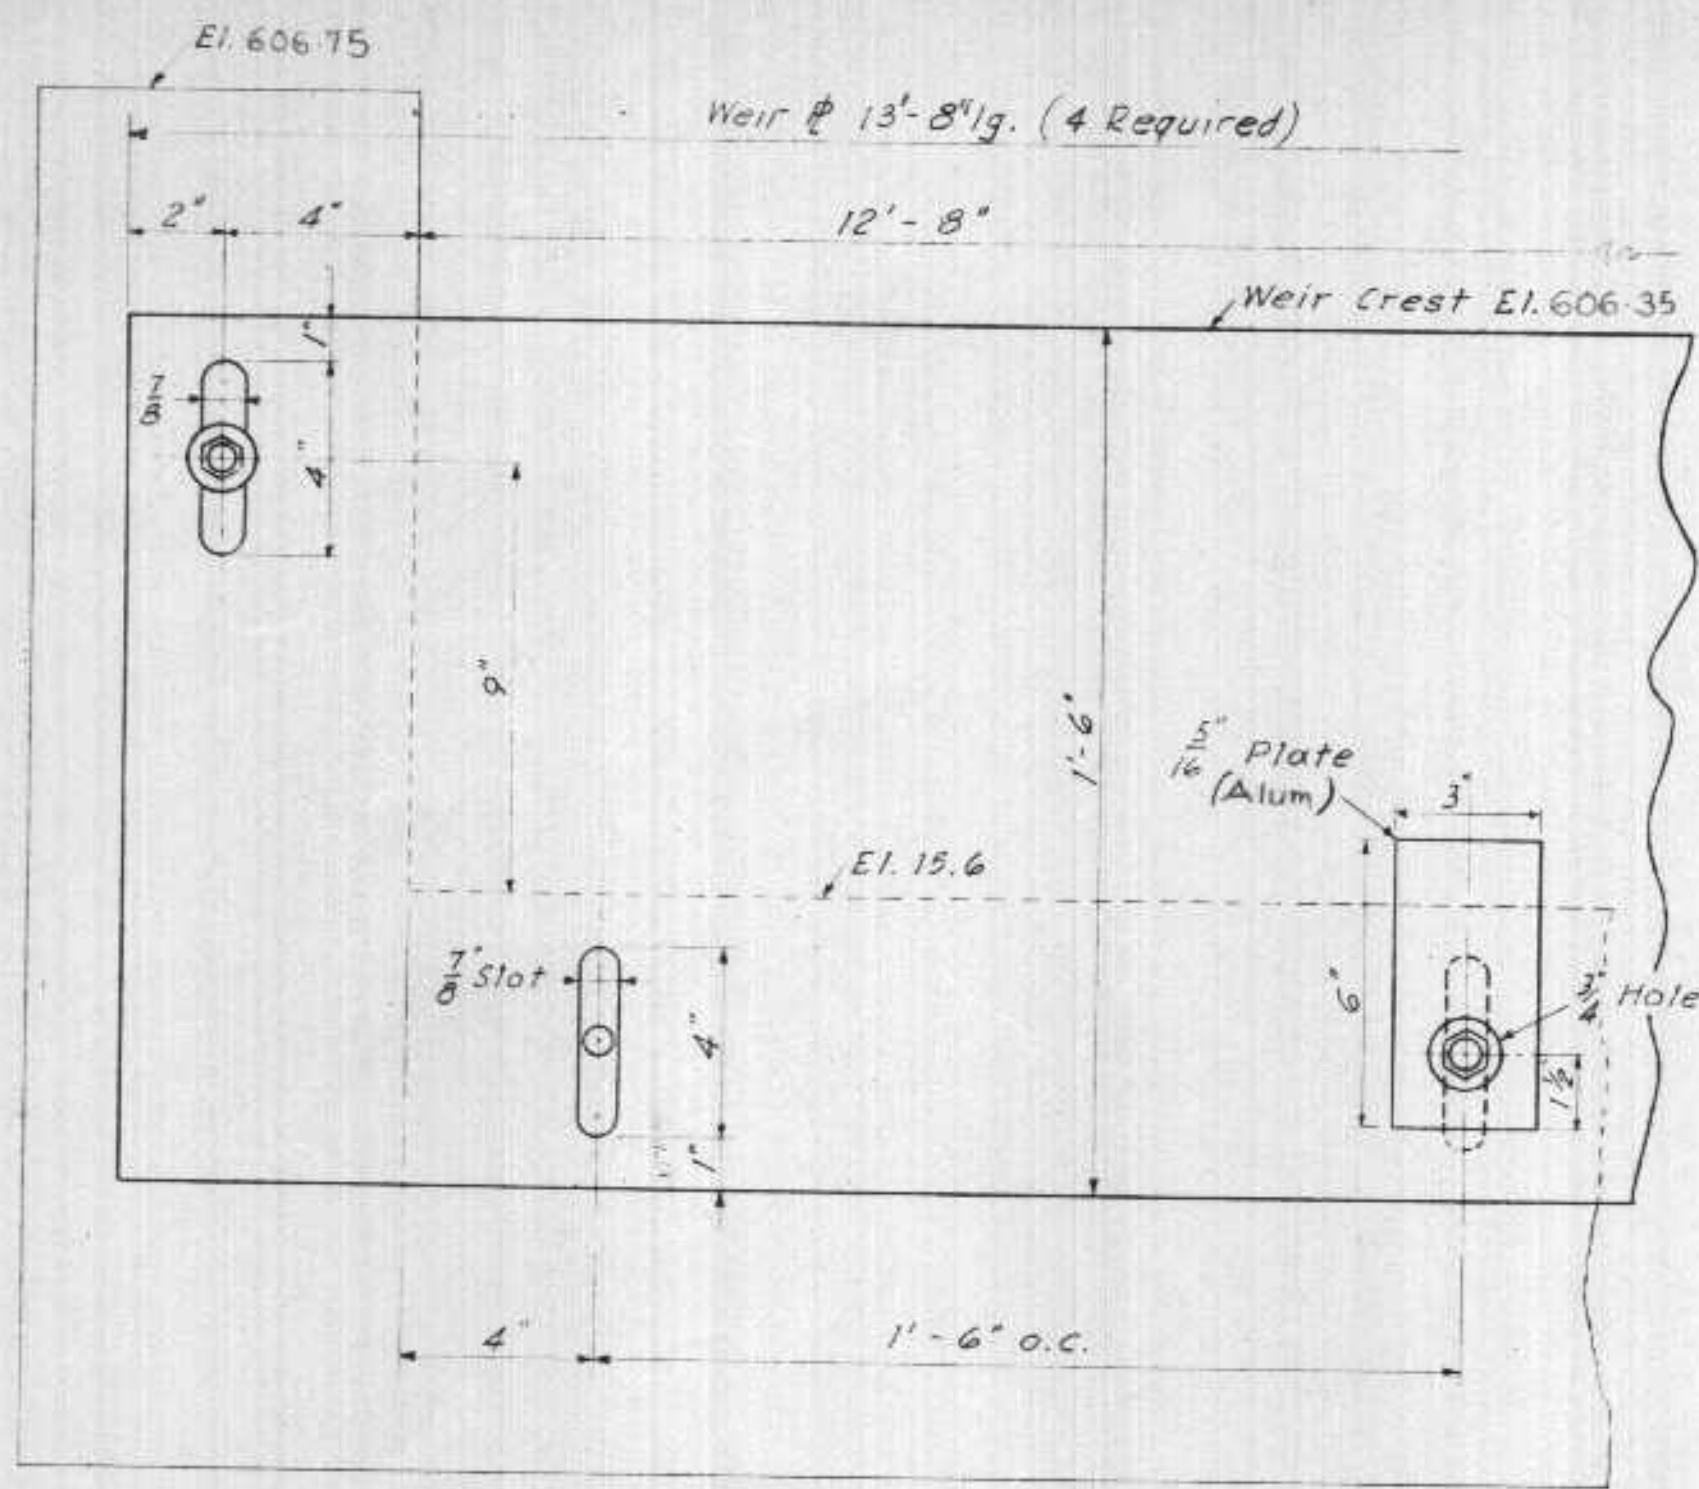 El. 606.75
Weir ⅊ 13'-8" lg. (4 Required)
2"
4"
12'-8"
Weir Crest El. 606.35
1"
7/8
4"
9"
1'-6"
5/16" Plate
(Alum)
3"
El. 15.6
7/8" Slot
4"
6"
3/4" Hole
1 1/2"
1"
4"
1'-6" O.C.